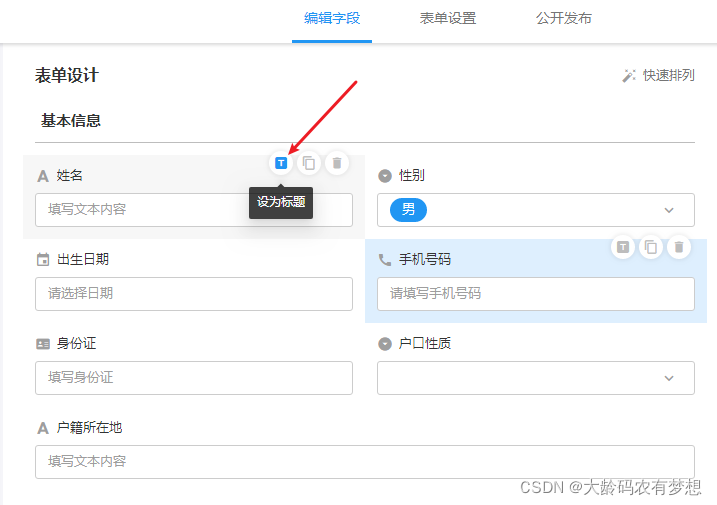 编辑字段 表单设置 公开发布
表单设计 快速排列
基本信息
姓名 性别
填写文本内容 设为标题 男
出生日期 手机号码
请选择日期 请填写手机号码
身份证 户口性质
填写身份证
户籍所在地
填写文本内容
CSDN @大龄码农有梦想